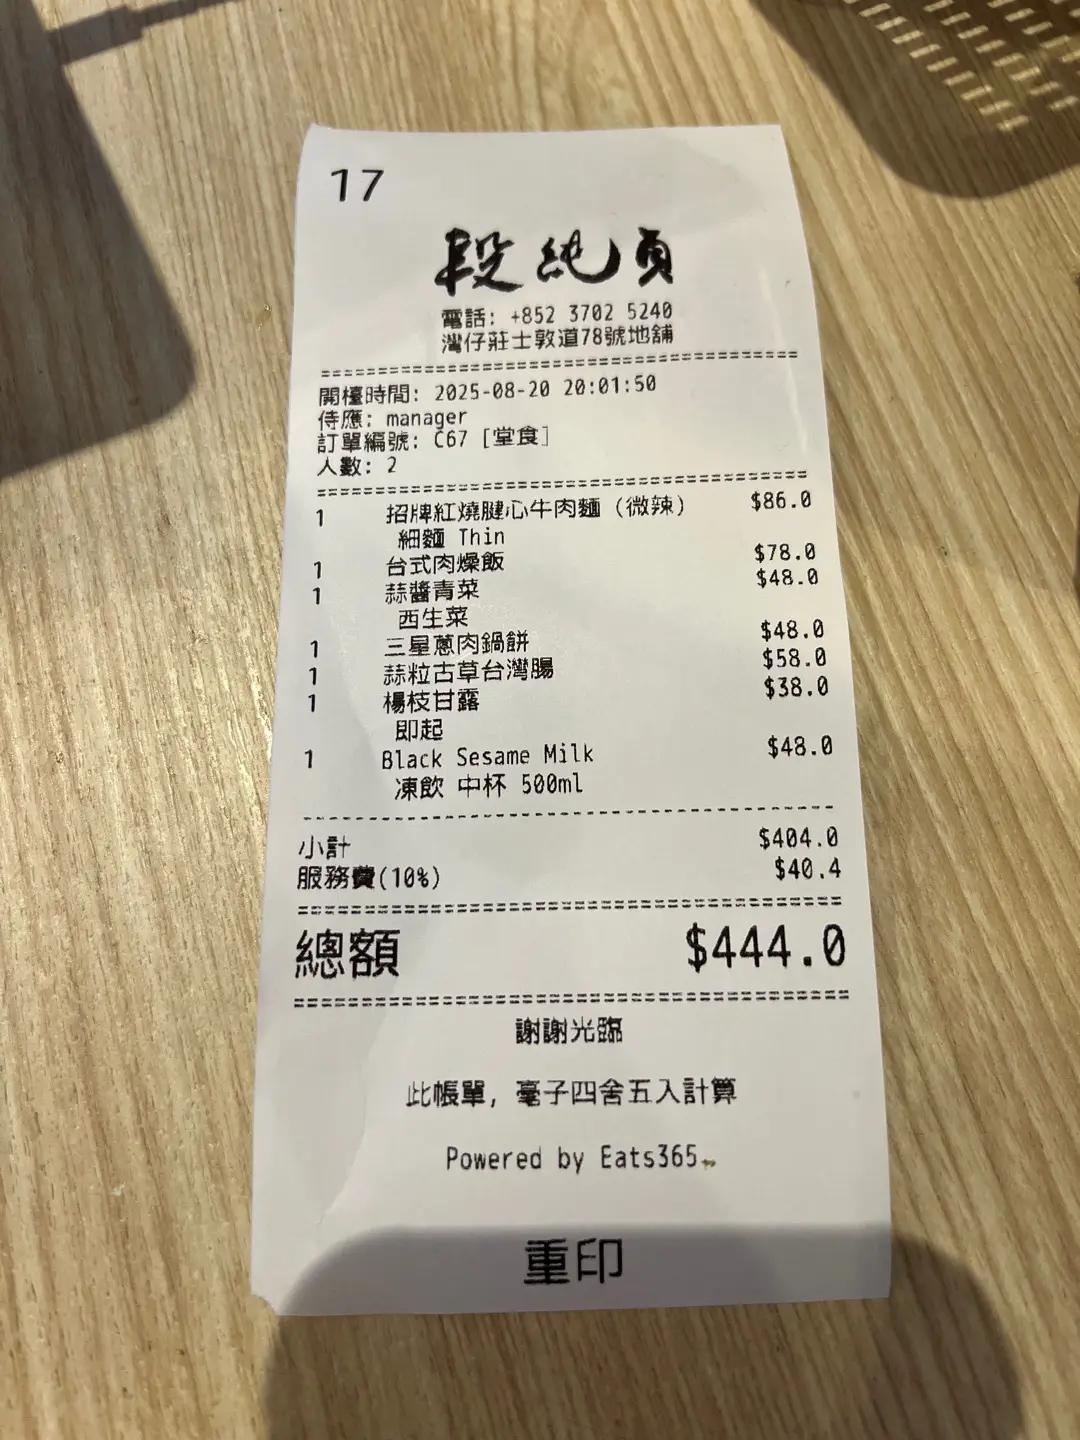 17
段純貞
電話: +852 3702 5240
灣仔莊士敦道78號地舖
開檯時間: 2025-08-20 20:01:50
侍應: manager
訂單編號: C67 [堂食]
人數: 2
1 招牌紅燒腱心牛肉麵 (微辣) $86.0
細麵 Thin
1 台式肉燥飯 $78.0
1 蒜醬青菜 $48.0
西生菜
1 三星蔥肉鍋餅 $48.0
1 蒜粒古草台灣腸 $58.0
1 楊枝甘露 $38.0
即起
1 Black Sesame Milk $48.0
凍飲 中杯 500ml
小計 $404.0
服務費(10%) $40.4
總額 $444.0
謝謝光臨
此帳單, 毫子四舍五入計算
Powered by Eats365
重印